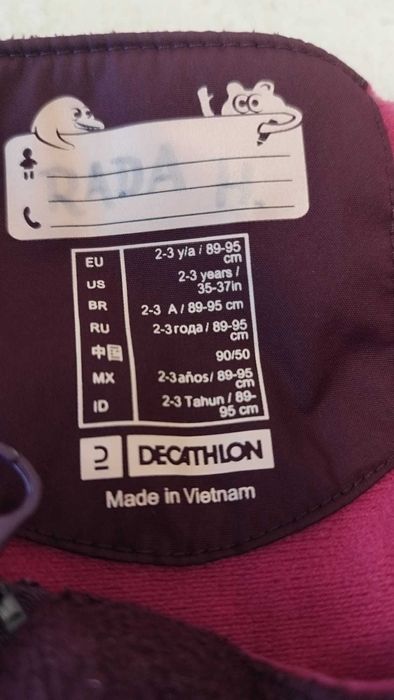 RADA H.
EU 2-3 y/a / 89-95 cm
US 2-3 years / 35-37in
BR 2-3 A / 89-95 cm
RU 2-3 года / 89-95 cm
中国 90/50
MX 2-3 años/ 89-95 cm
ID 2-3 Tahun / 89-95 cm
DECATHLON
Made in Vietnam